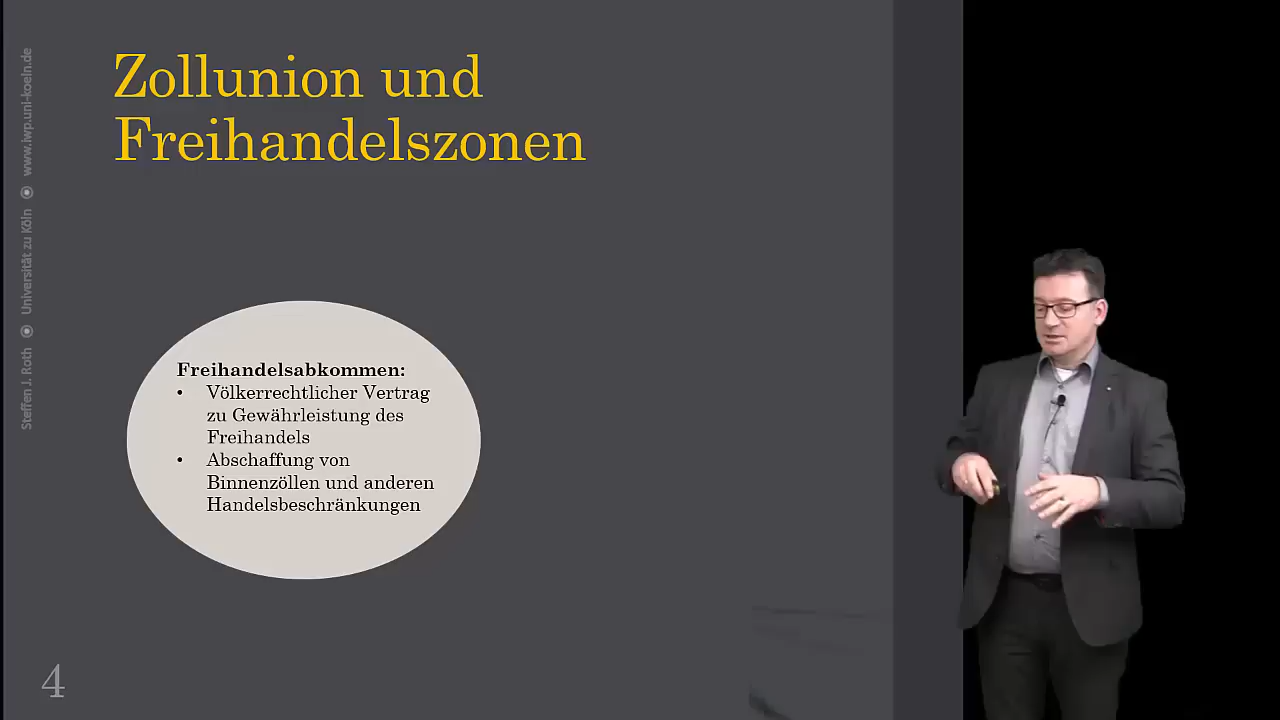 Zollunion und
Freihandelszonen
Freihandelsabkommen:
• Völkerrechtlicher Vertrag
zu Gewährleistung des
Freihandels
• Abschaffung von
Binnenzöllen und anderen
Handelsbeschränkungen
4
Steffen J. Roth ◉ Universität zu Köln ◉ www.iwp.uni-koeln.de